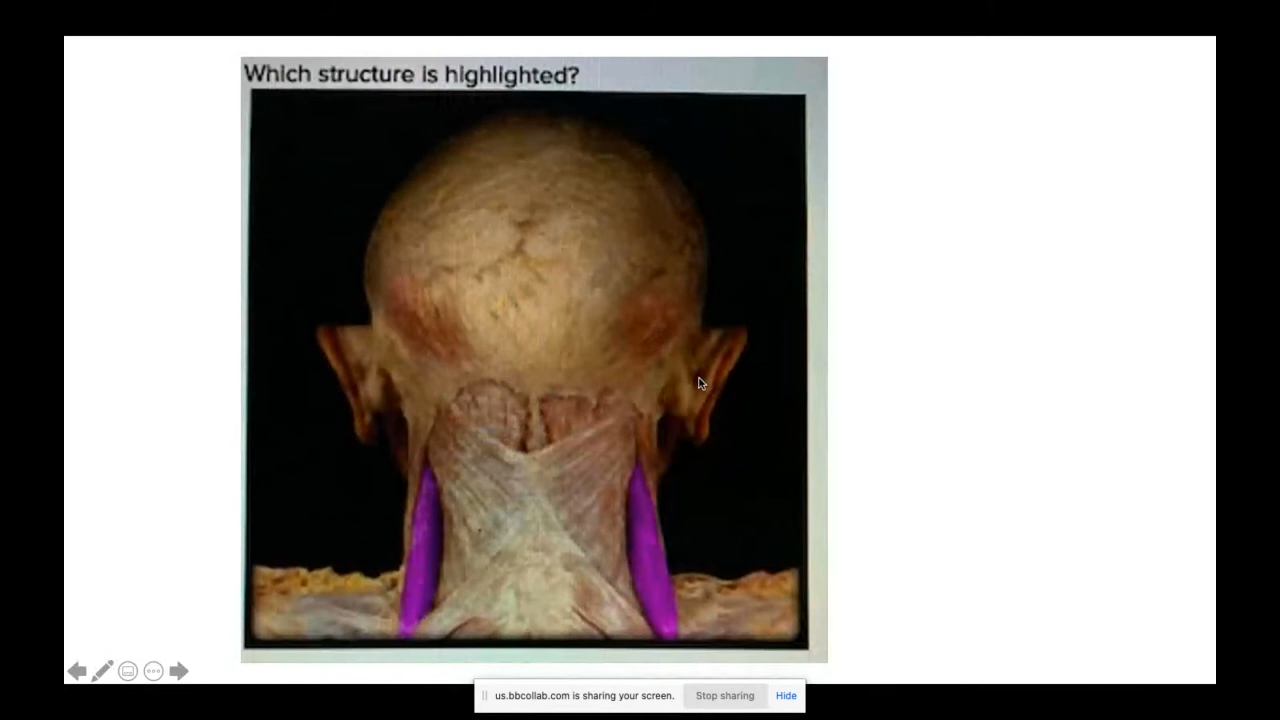 Which structure is highlighted?
us.bbcollab.com is sharing your screen. Stop sharing Hide